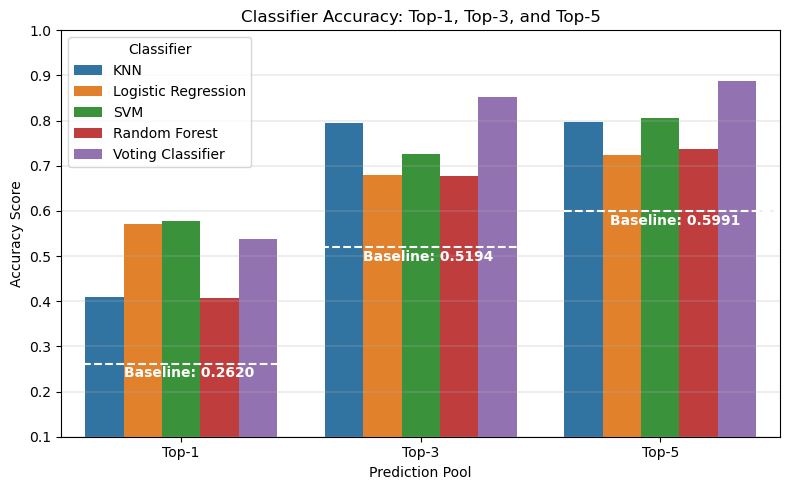 Classifier Accuracy: Top-1, Top-3, and Top-5
Accuracy Score
1.0
0.9
0.8
0.7
0.6
0.5
0.4
0.3
0.2
0.1
Classifier
KNN
Logistic Regression
SVM
Random Forest
Voting Classifier
Baseline: 0.2620
Baseline: 0.5194
Baseline: 0.5991
Top-1
Top-3
Top-5
Prediction Pool